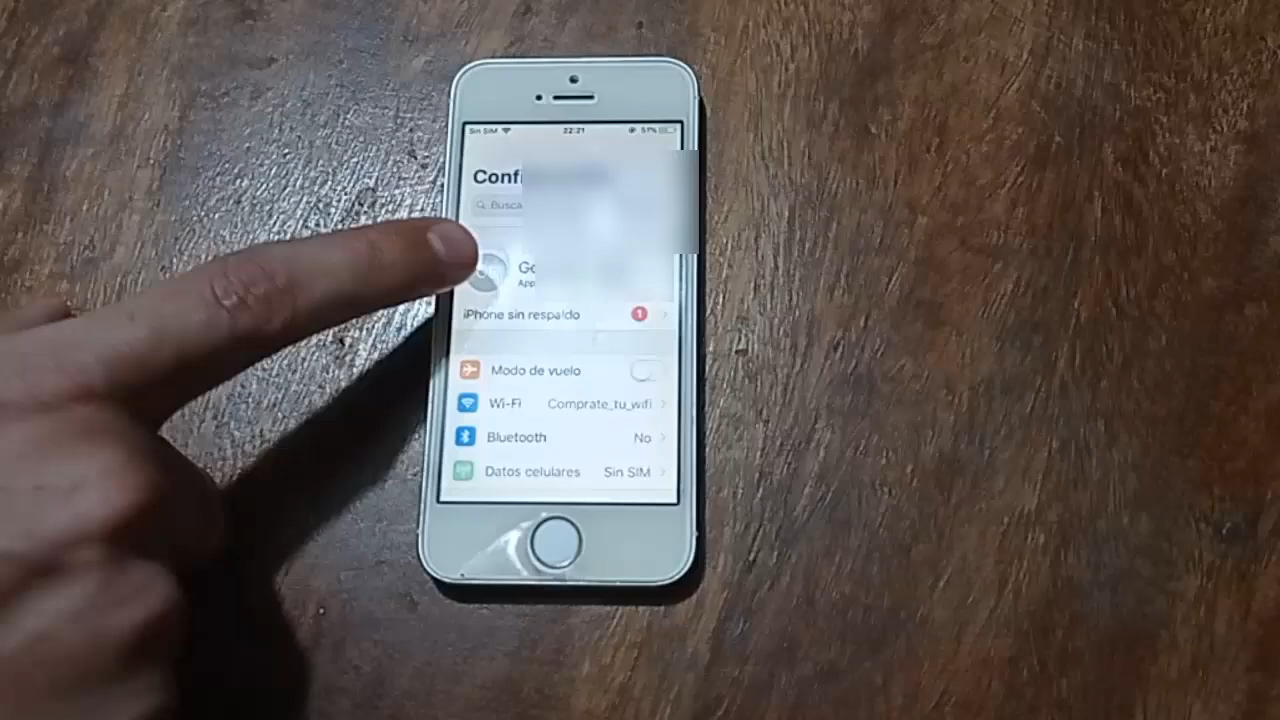 Sin SIM 22:21 51%
Confi
Busca
Go
App
iPhone sin respaldo 1
Modo de vuelo
Wi-Fi Comprate_tu_wifi
Bluetooth No
Datos celulares Sin SIM